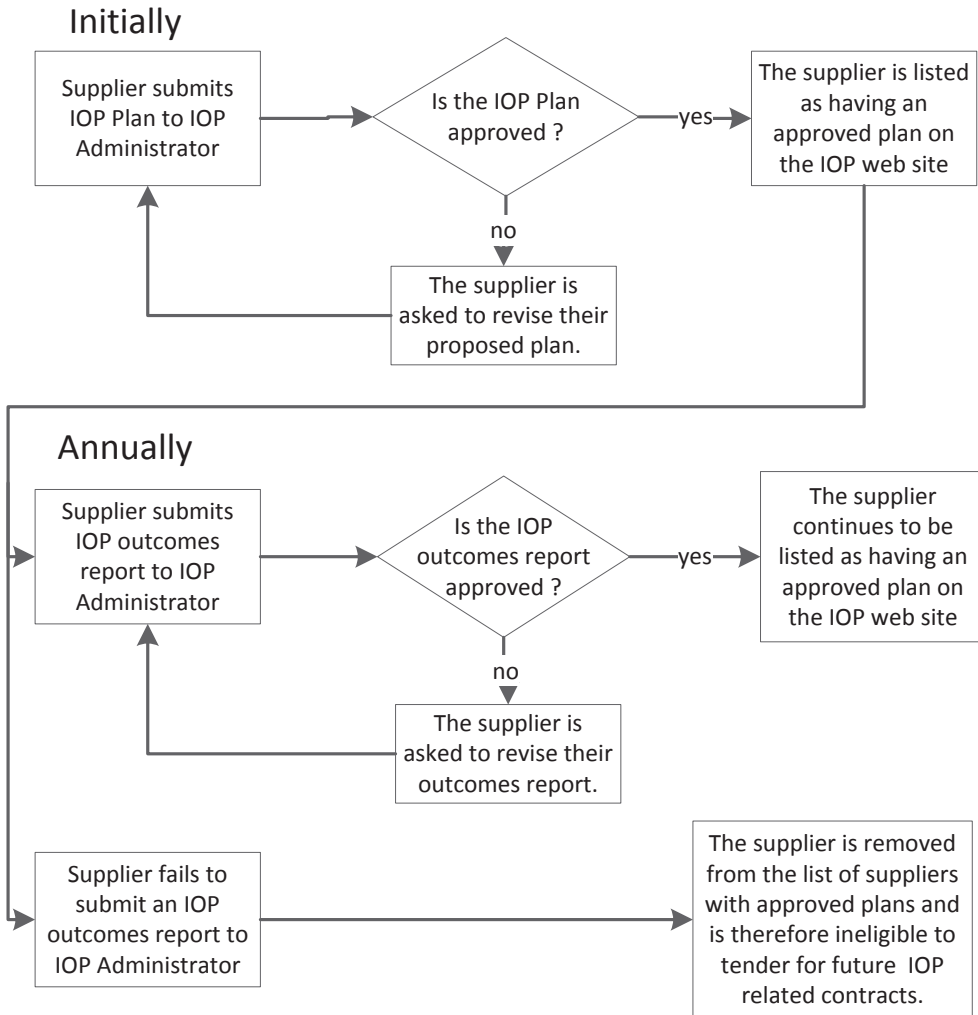 Initially
Supplier submits
IOP Plan to IOP
Administrator
Is the IOP Plan
approved ?
yes
The supplier is listed
as having an
approved plan on
the IOP web site
no
The supplier is
asked to revise their
proposed plan.
Annually
Supplier submits
IOP outcomes
report to IOP
Administrator
Is the IOP
outcomes report
approved ?
yes
The supplier
continues to be
listed as having an
approved plan on
the IOP web site
no
The supplier is
asked to revise their
outcomes report.
Supplier fails to
submit an IOP
outcomes report to
IOP Administrator
The supplier is removed
from the list of suppliers
with approved plans and
is therefore ineligible to
tender for future  IOP
related contracts.